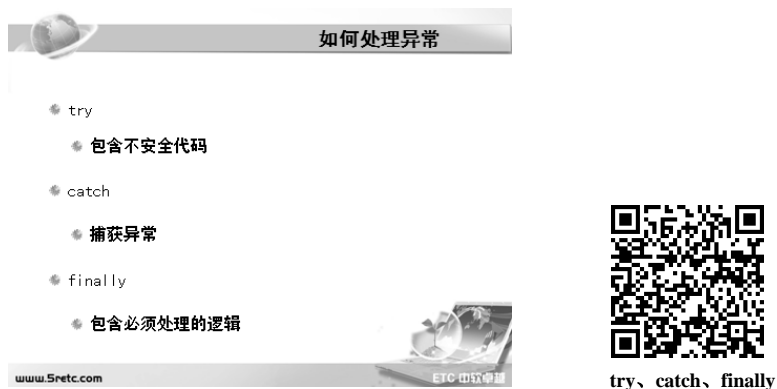 如何处理异常
try
包含不安全代码
catch
捕获异常
finally
包含必须处理的逻辑
www.5retc.com
ETC 中软卓越
try、catch、finally